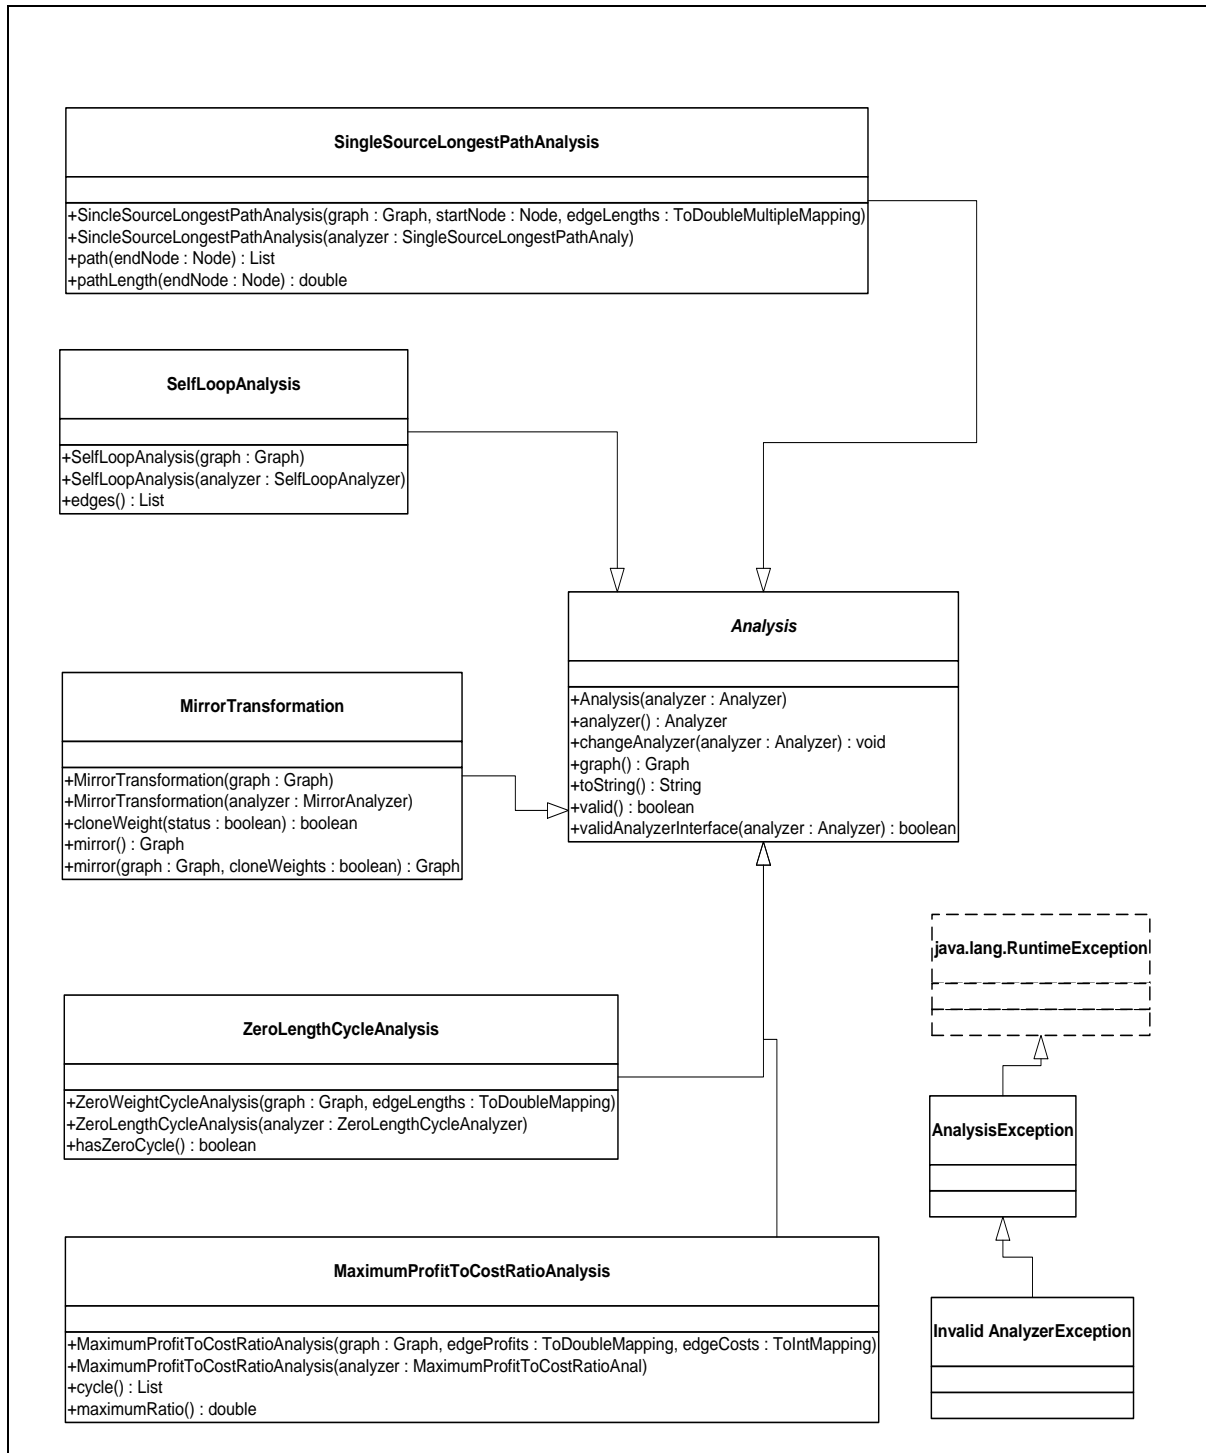 SingleSourceLongestPathAnalysis
+SincleSourceLongestPathAnalysis(graph : Graph, startNode : Node, edgeLengths : ToDoubleMultipleMapping)
+SincleSourceLongestPathAnalysis(analyzer : SingleSourceLongestPathAnaly)
+path(endNode : Node) : List
+pathLength(endNode : Node) : double
SelfLoopAnalysis
+SelfLoopAnalysis(graph : Graph)
+SelfLoopAnalysis(analyzer : SelfLoopAnalyzer)
+edges() : List
Analysis
+Analysis(analyzer : Analyzer)
+analyzer() : Analyzer
+changeAnalyzer(analyzer : Analyzer) : void
+graph() : Graph
+toString() : String
+valid() : boolean
+validAnalyzerInterface(analyzer : Analyzer) : boolean
MirrorTransformation
+MirrorTransformation(graph : Graph)
+MirrorTransformation(analyzer : MirrorAnalyzer)
+cloneWeight(status : boolean) : boolean
+mirror() : Graph
+mirror(graph : Graph, cloneWeights : boolean) : Graph
java.lang.RuntimeException
ZeroLengthCycleAnalysis
+ZeroWeightCycleAnalysis(graph : Graph, edgeLengths : ToDoubleMapping)
+ZeroLengthCycleAnalysis(analyzer : ZeroLengthCycleAnalyzer)
+hasZeroCycle() : boolean
AnalysisException
MaximumProfitToCostRatioAnalysis
+MaximumProfitToCostRatioAnalysis(graph : Graph, edgeProfits : ToDoubleMapping, edgeCosts : ToIntMapping)
+MaximumProfitToCostRatioAnalysis(analyzer : MaximumProfitToCostRatioAnal)
+cycle() : List
+maximumRatio() : double
Invalid AnalyzerException